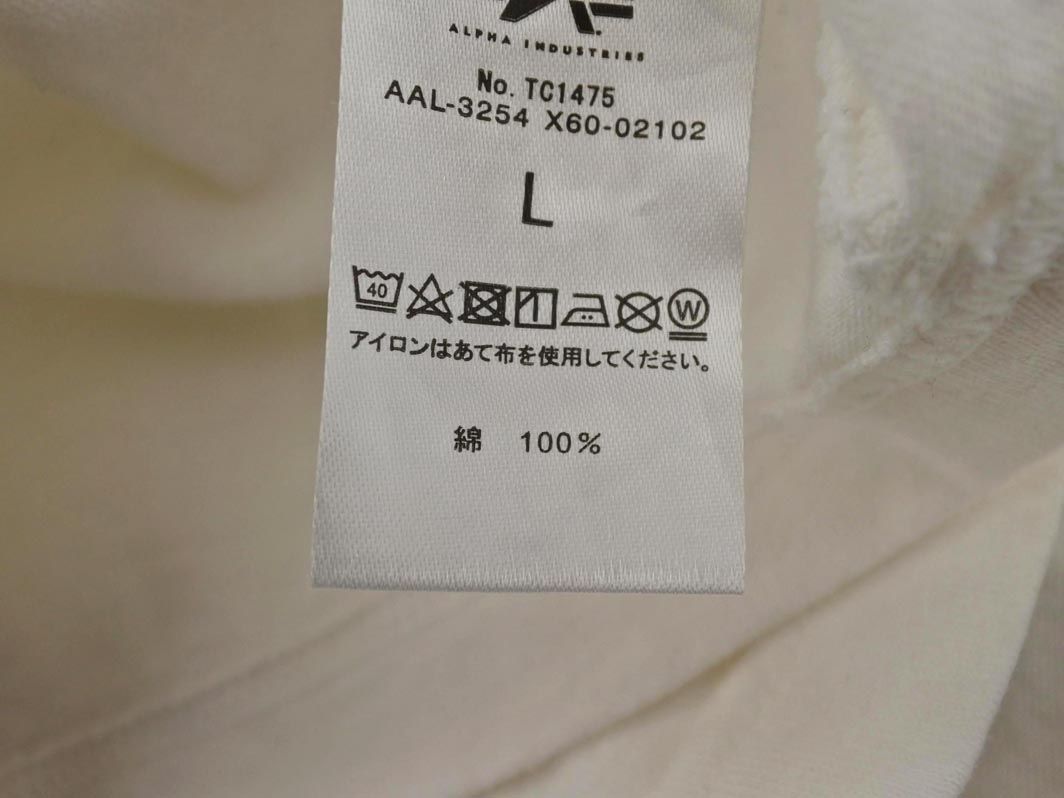 ALPHA INDUSTRIES
No. TC1475
AAL-3254 X60-02102
L
40 W
アイロンはあて布を使用してください。
綿 100%